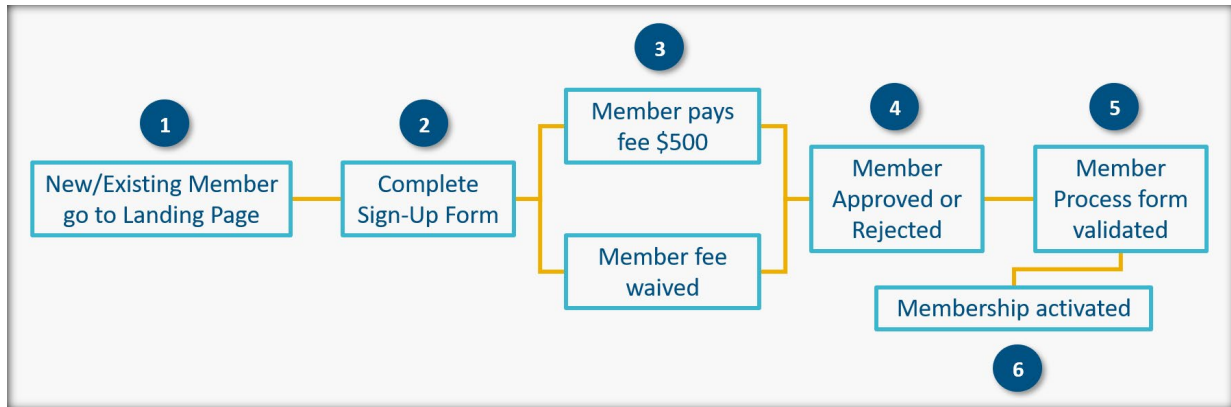 1
New/Existing Member
go to Landing Page
2
Complete
Sign-Up Form
3
Member pays
fee $500
Member fee
waived
4
Member
Approved or
Rejected
5
Member
Process form
validated
Membership activated
6